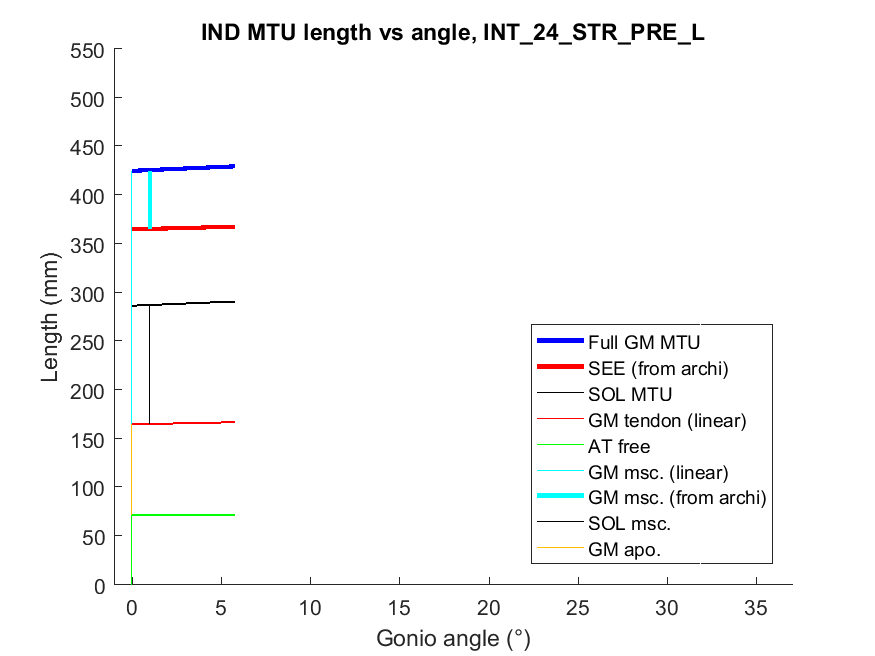 IND MTU length vs angle, INT_24_STR_PRE_L
550
500
450
400
350
300
250
200
150
100
50
0
Length (mm)
0 5 10 15 20 25 30 35
Gonio angle (°)
Full GM MTU
SEE (from archi)
SOL MTU
GM tendon (linear)
AT free
GM msc. (linear)
GM msc. (from archi)
SOL msc.
GM apo.